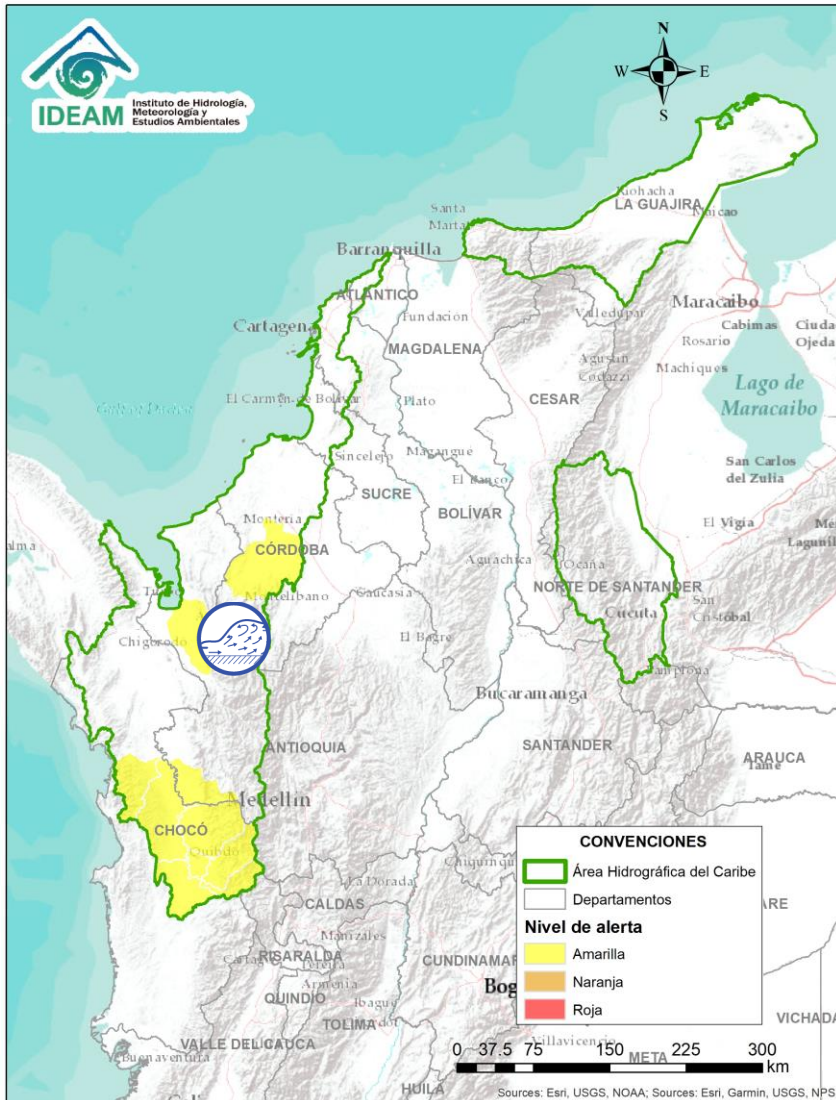 IDEAM
Instituto de Hidrología,
Meteorología y
Estudios Ambientales
N
W
E
S
Riohacha
LA GUAJIRA
Maicao
Santa
Marta
Barranquilla
ATLÁNTICO
Fundación
Valledupar
Maracaibo
Cabimas
Ciudad
Ojeda
Cartagena
MAGDALENA
Rosario
Agustín
Codazzi
Machiques
CESAR
Lago de
Maracaibo
El Carmen de Bolívar
Plato
Sincelejo
Magangué
San Carlos
del Zulia
SUCRE
El Banco
BOLÍVAR
Montería
El Vigía
CÓRDOBA
Aguachica
Ocaña
NORTE DE SANTANDER
Montelíbano
Caucasia
San
Cristóbal
Cucuta
Chigorodó
El Bagre
Pamplona
Bucaramanga
ANTIOQUIA
SANTANDER
ARAUCA
Tame
Medellín
CHOCÓ
Quibdó
La Dorada
CALDAS
Manizales
RISARALDA
Pereira
Armenia
QUINDÍO
Ibague
TOLIMA
VALLE DEL CAUCA
Buenaventura
HUILA
Villavicencio
META
VICHADA
CONVENCIONES
Área Hidrográfica del Caribe
Departamentos
Nivel de alerta
Amarilla
Naranja
Roja
0 37.5 75 150 225 300
km
Sources: Esri, USGS, NOAA; Sources: Esri, Garmin, USGS, NPS